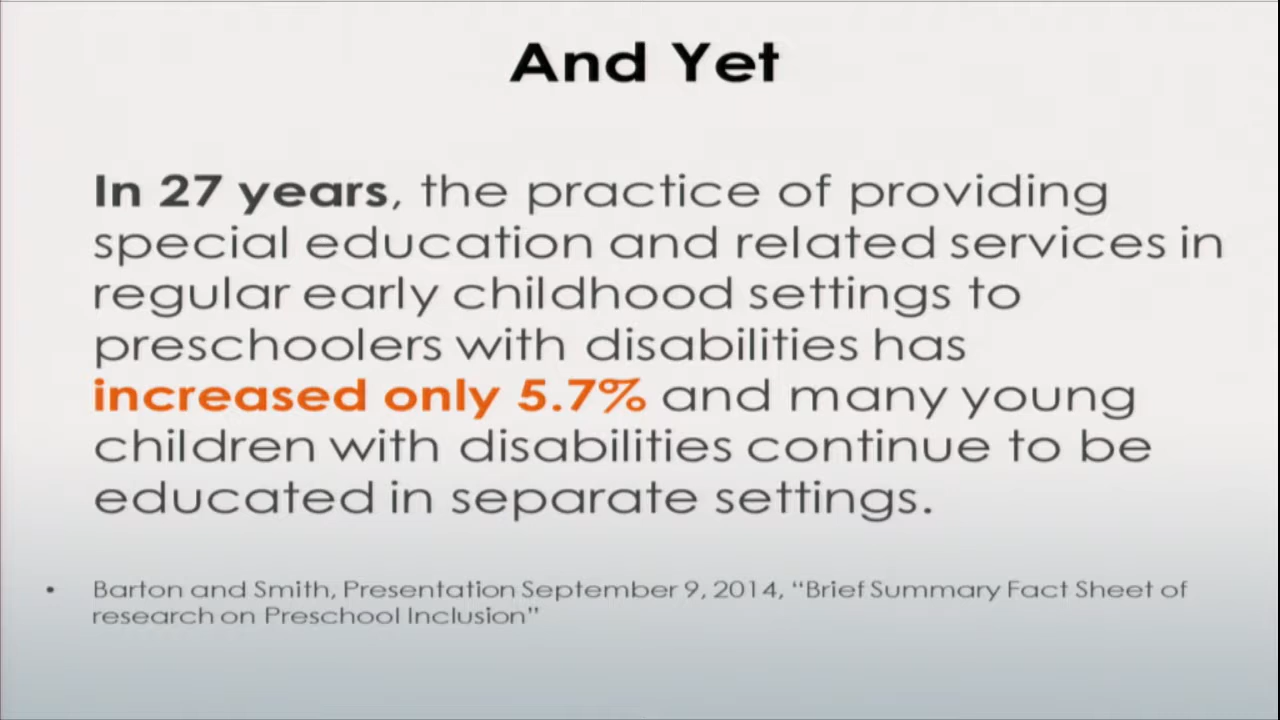 And Yet
In 27 years, the practice of providing
special education and related services in
regular early childhood settings to
preschoolers with disabilities has
increased only 5.7% and many young
children with disabilities continue to be
educated in separate settings.
• Barton and Smith, Presentation September 9, 2014, “Brief Summary Fact Sheet of
research on Preschool Inclusion”